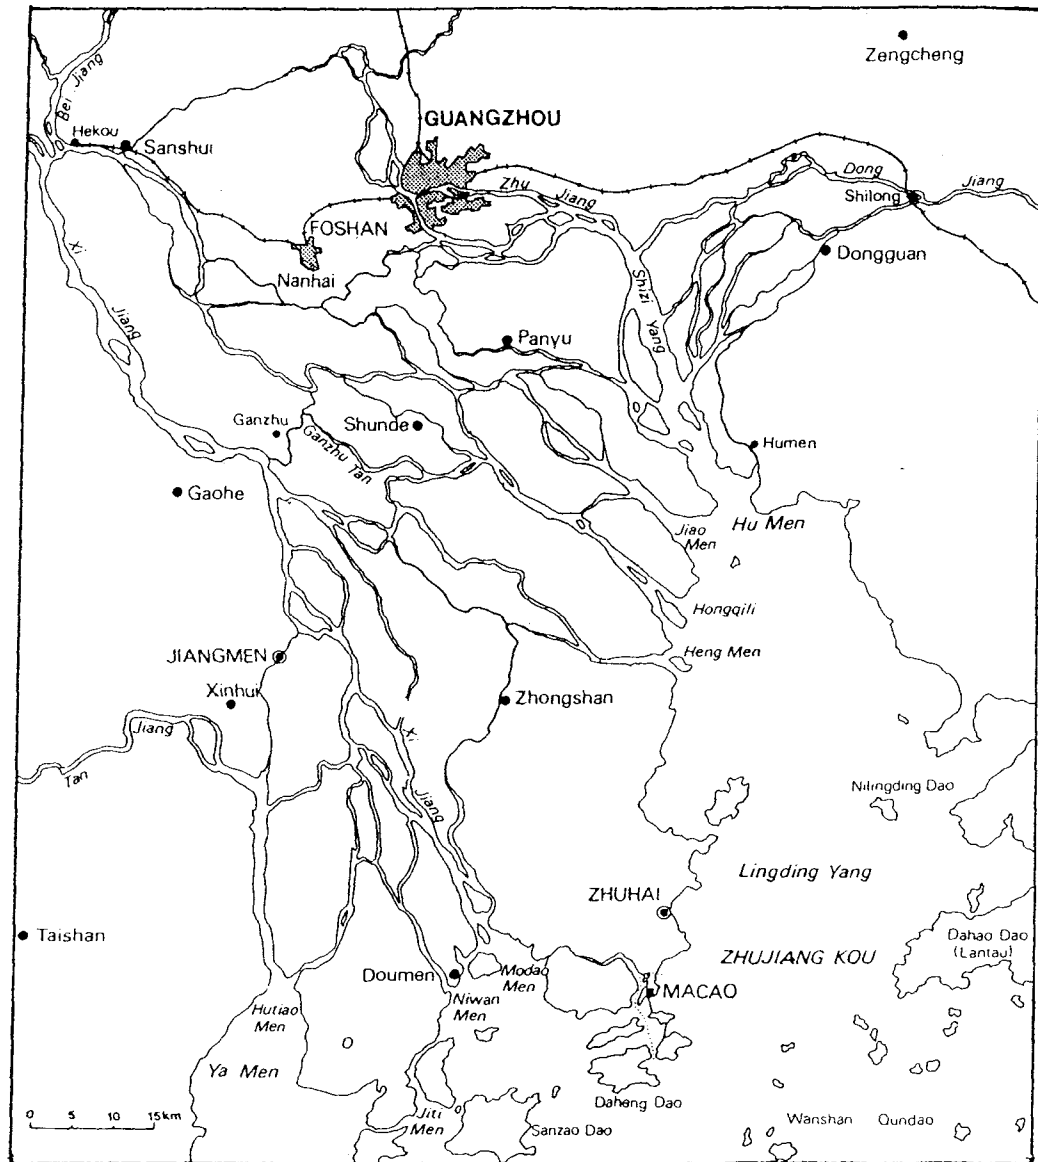 Zengcheng
Bei Jiang
GUANGZHOU
Hekou
Sanshui
Zhu Jiang
Dong Jiang
Shilong
FOSHAN
Nanhai
Dongguan
Xi Jiang
Shizi Yang
Panyu
Ganzhu
Shunde
Ganzhu Tan
Humen
Gaohe
Hu Men
Jiao
Men
Hongqili
Heng Men
JIANGMEN
Xinhui
Zhongshan
Tan Jiang
Xi Jiang
Nilingding Dao
Lingding Yang
ZHUHAI
Taishan
Dahao Dao
(Lantau)
ZHUJIANG KOU
Doumen
Modao
Men
MACAO
Niwan
Men
Hutiao
Men
Ya Men
Daheng Dao
0 5 10 15km
Jiti
Men
Sanzao Dao
Wanshan Qundao